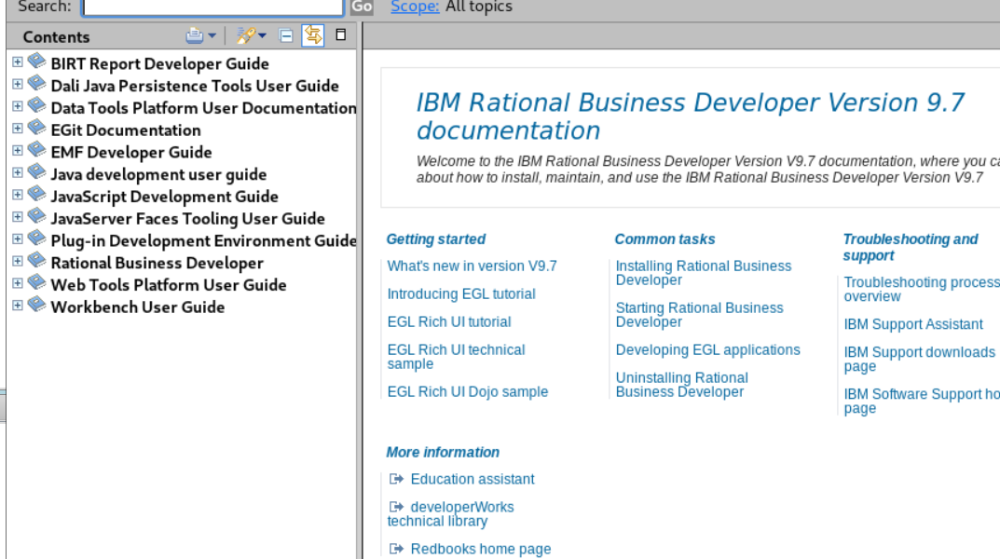 Search:
Go
Scope: All topics
Contents
BIRT Report Developer Guide
Dali Java Persistence Tools User Guide
Data Tools Platform User Documentation
EGit Documentation
EMF Developer Guide
Java development user guide
JavaScript Development Guide
JavaServer Faces Tooling User Guide
Plug-in Development Environment Guide
Rational Business Developer
Web Tools Platform User Guide
Workbench User Guide
IBM Rational Business Developer Version 9.7
documentation
Welcome to the IBM Rational Business Developer Version V9.7 documentation, where you
about how to install, maintain, and use the IBM Rational Business Developer Version V9.7
Getting started
What's new in version V9.7
Introducing EGL tutorial
EGL Rich UI tutorial
EGL Rich UI technical
sample
EGL Rich UI Dojo sample
Common tasks
Installing Rational Business
Developer
Starting Rational Business
Developer
Developing EGL applications
Uninstalling Rational
Business Developer
Troubleshooting and
support
Troubleshooting process
overview
IBM Support Assistant
IBM Support downloads
page
IBM Software Support
page
More information
Education assistant
developerWorks
technical library
Redbooks home page